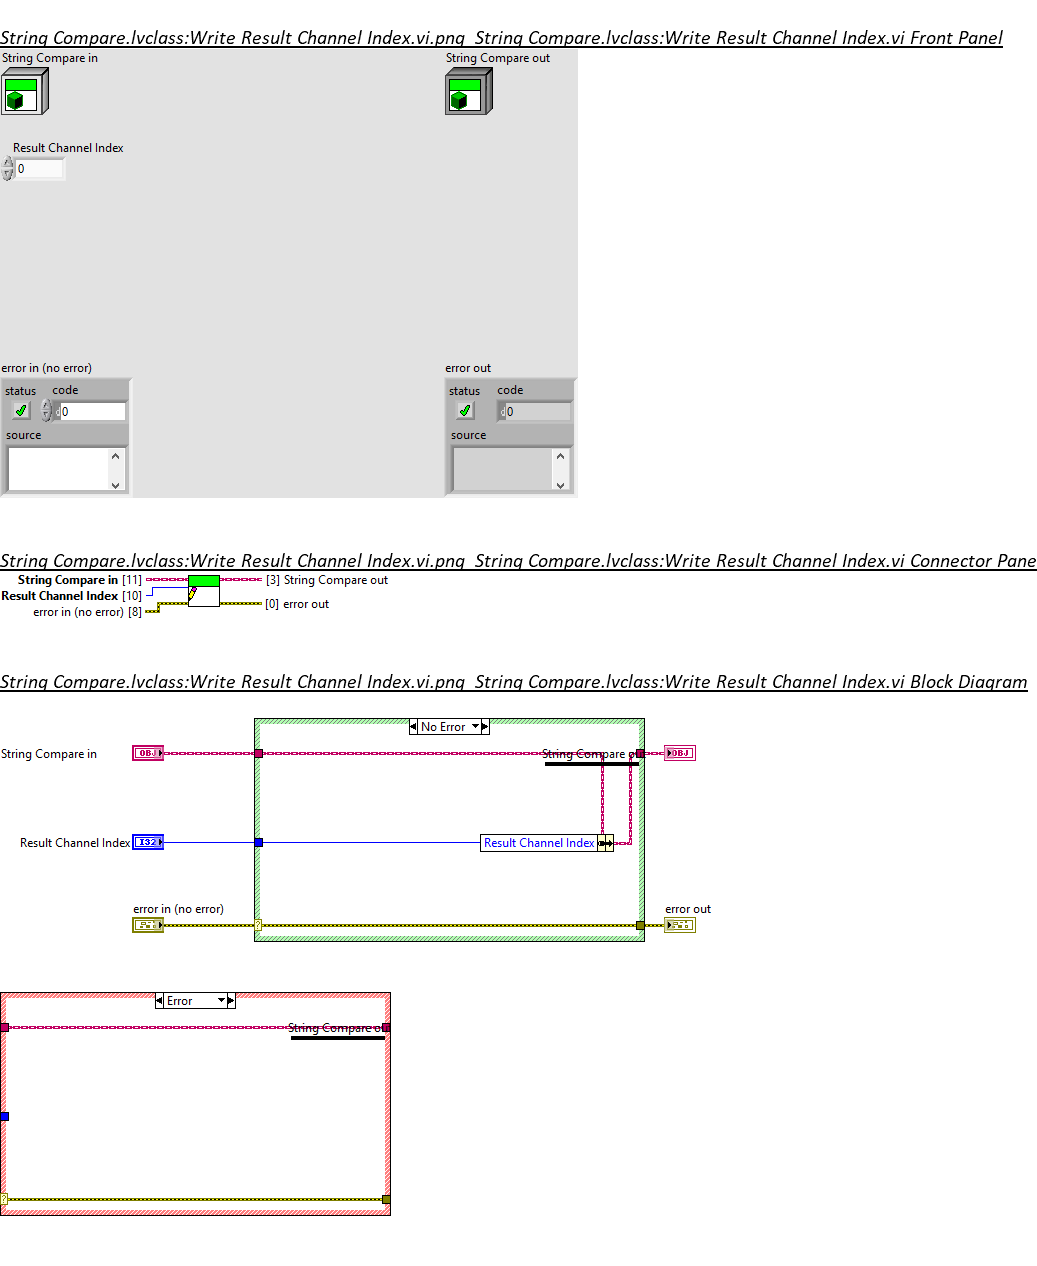 String Compare.lvclass:Write Result Channel Index.vi.png  String Compare.lvclass:Write Result Channel Index.vi Front Panel
String Compare in
String Compare out
Result Channel Index
0
error in (no error)
error out
status
code
status
code
d
0
d
0
source
source
String Compare.lvclass:Write Result Channel Index.vi.png  String Compare.lvclass:Write Result Channel Index.vi Connector Pane
String Compare in [11]
[3] String Compare out
Result Channel Index [10]
error in (no error) [8]
[0] error out
String Compare.lvclass:Write Result Channel Index.vi.png  String Compare.lvclass:Write Result Channel Index.vi Block Diagram
No Error
String Compare in
OBJ
String Compare o
OBJ
Result Channel Index
I32
Result Channel Index
error in (no error)
error out
?
Error
String Compare o
?